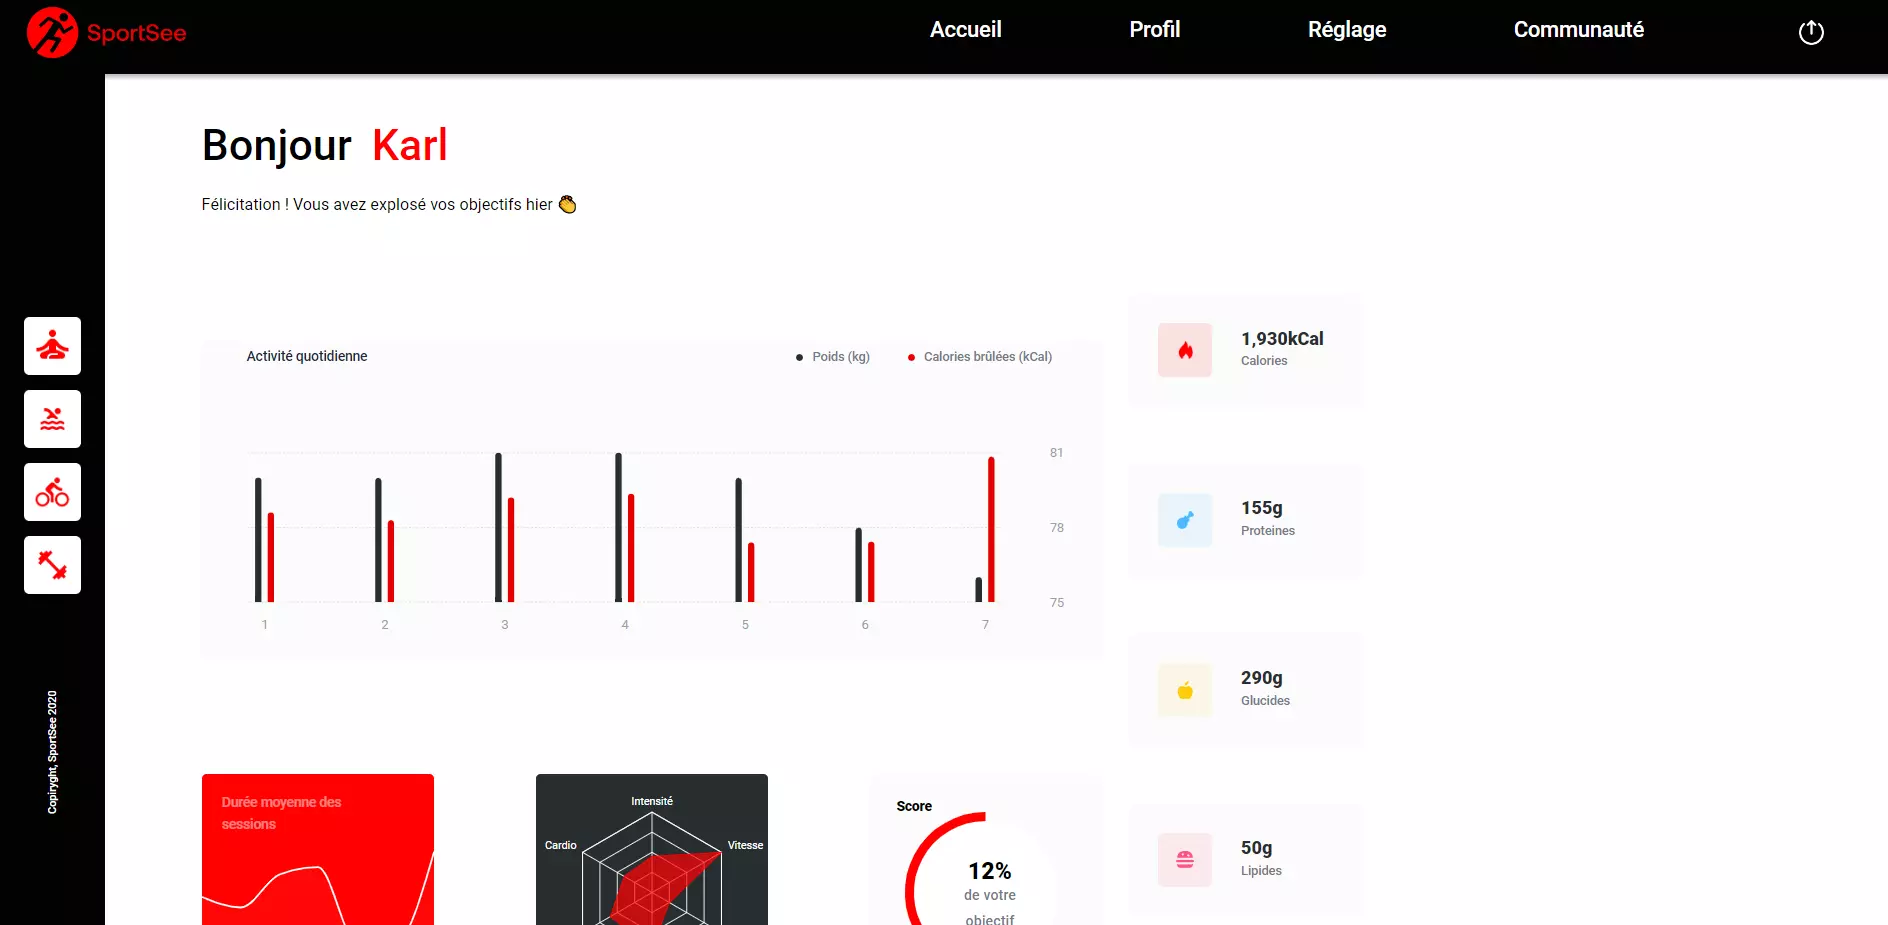 SportSee
Accueil
Profil
Réglage
Communauté
Bonjour Karl
Félicitation ! Vous avez explosé vos objectifs hier 👏
Activité quotidienne
Poids (kg)
Calories brûlées (kCal)
81
78
75
1
2
3
4
5
6
7
1,930kCal
Calories
155g
Proteines
290g
Glucides
50g
Lipides
Copiryght, SportSee 2020
Durée moyenne des
sessions
Intensité
Cardio
Vitesse
Score
12%
de votre
objectif